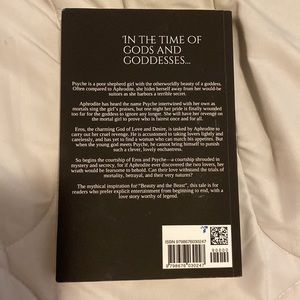 'IN THE TIME OF
GODS AND
GODDESSES...
Psyche is a poor shepherd girl with the otherworldly beauty of a goddess.
Often compared to Aphrodite, she hides herself away from her would-be
suitors as she harbors a terrible secret.
Aphrodite has heard the name Psyche intertwined with her own as
mortals sing the girl's praises, but one night her pride is finally wounded
too far for the goddess to ignore any longer. She will have her revenge on
the mortal girl to prove who is fairest once and for all.
Eros, the charming God of Love and Desire, is tasked by Aphrodite to
carry out her cruel revenge. He is accustomed to taking lovers lightly and
carelessly, and has yet to find a woman who can match his passions, but
when she young god meets Psyche, he cannot bring himself to punish
such a clever, lovely enchantress.
So begins the courtship of Eros and Psyche—a courtship shrouded in
mystery and secrecy, for if Aphrodite ever discovered the two lovers, her
wrath would be fearsome to behold. Can their love withstand the trials of
mortality, betrayal, and their very natures?
The mythical inspiration for "Beauty and the Beast", this tale is for
readers who prefer explicit entertainment from beginning to end, with a
love story worthy of legend.
ISBN 9798676030247
90000
9 798676 030247